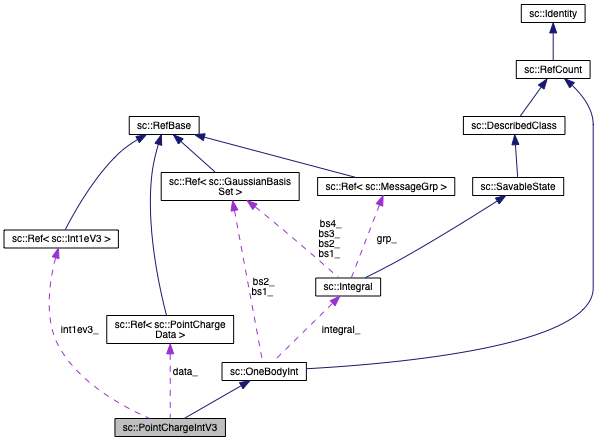 sc::Identity
sc::RefCount
sc::RefBase
sc::DescribedClass
sc::Ref< sc::GaussianBasis
Set >
sc::Ref< sc::MessageGrp >
sc::SavableState
sc::Ref< sc::Int1eV3 >
bs4_
bs3_
bs2_
bs1_
grp_
sc::Integral
bs2_
bs1_
sc::Ref< sc::PointCharge
Data >
int1ev3_
integral_
data_
sc::OneBodyInt
sc::PointChargeIntV3